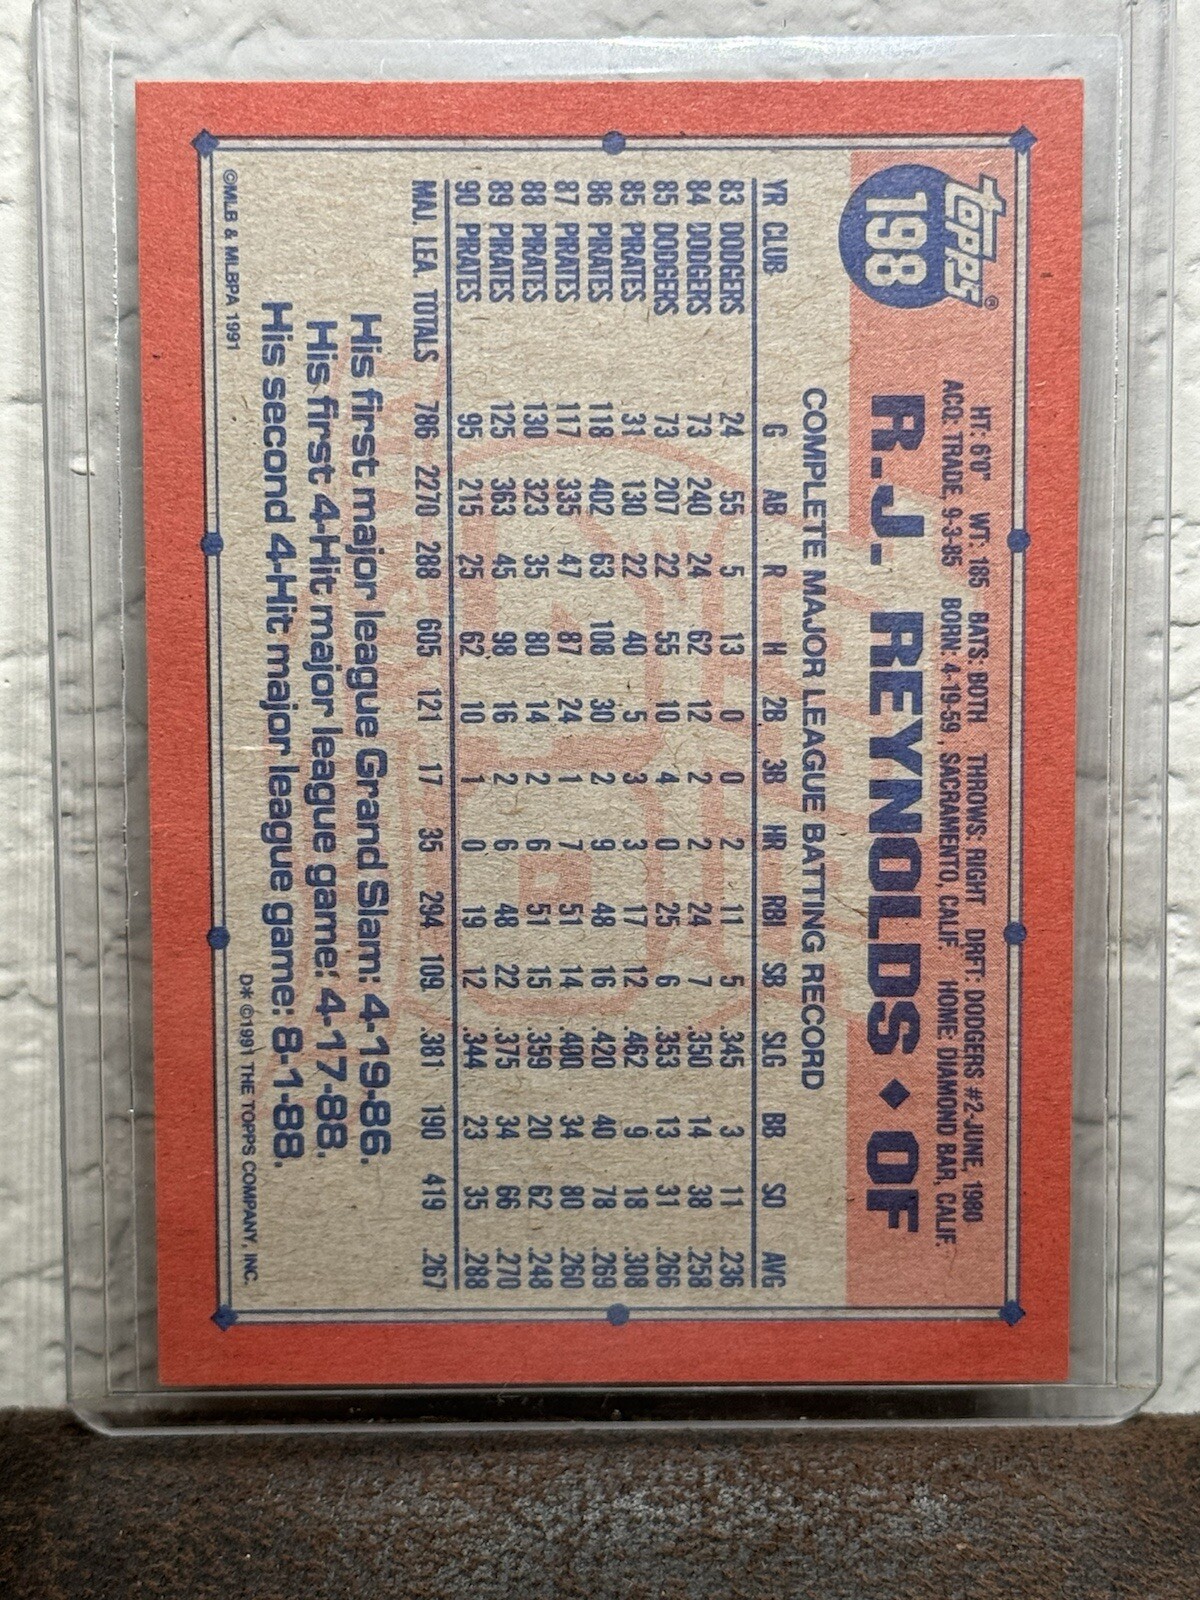 topps®
198
HT: 6'0" WT: 185 BATS: BOTH THROWS: RIGHT DRFT: DODGERS #2-JUNE, 1980
ACQ: TRADE, 9-3-85 BORN: 4-19-59, SACRAMENTO, CALIF. HOME: DIAMOND BAR, CALIF.
R.J. REYNOLDS ◆ OF
COMPLETE MAJOR LEAGUE BATTING RECORD
YR CLUB G AB R H 2B 3B HR RBI SB SLG BB SO AVG
83 DODGERS 24 55 5 13 0 0 2 11 5 .345 3 11 .236
84 DODGERS 73 240 24 62 12 2 2 24 7 .350 14 38 .258
85 DODGERS 73 207 22 55 10 4 0 25 6 .353 13 31 .266
85 PIRATES 31 130 22 40 5 3 3 17 12 .462 9 18 .308
86 PIRATES 118 402 63 108 30 2 9 48 16 .420 40 78 .269
87 PIRATES 117 335 47 87 24 1 7 51 14 .400 34 80 .260
88 PIRATES 130 323 35 80 14 2 6 51 15 .359 20 62 .248
89 PIRATES 125 363 45 98 16 2 6 48 22 .375 34 66 .270
90 PIRATES 95 215 25 62 10 1 0 19 12 .344 23 35 .288
MAJ. LEA. TOTALS 786 2270 288 605 121 17 35 294 109 .381 190 419 .267
His first major league Grand Slam: 4-19-86.
His first 4-Hit major league game: 4-17-88.
His second 4-Hit major league game: 8-1-88.
©MLB & MLBPA 1991
D* ©1991 THE TOPPS COMPANY, INC.